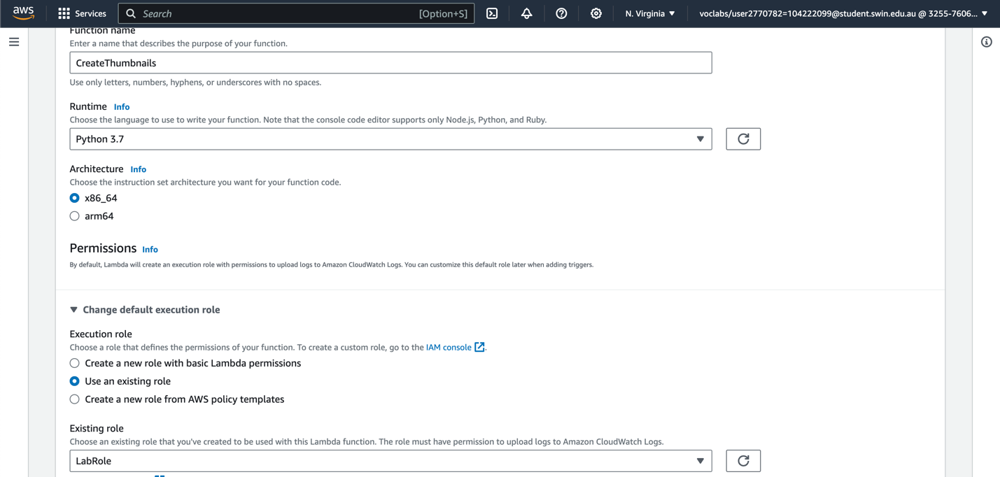 aws
Services
Search
[Option+S]
N. Virginia
voclabs/user2770782=104222099@student.swin.edu.au @ 3255-7606...
Function name
Enter a name that describes the purpose of your function.
CreateThumbnails
Use only letters, numbers, hyphens, or underscores with no spaces.
Runtime Info
Choose the language to use to write your function. Note that the console code editor supports only Node.js, Python, and Ruby.
Python 3.7
Architecture Info
Choose the instruction set architecture you want for your function code.
x86_64
arm64
Permissions Info
By default, Lambda will create an execution role with permissions to upload logs to Amazon CloudWatch Logs. You can customize this default role later when adding triggers.
Change default execution role
Execution role
Choose a role that defines the permissions of your function. To create a custom role, go to the IAM console.
Create a new role with basic Lambda permissions
Use an existing role
Create a new role from AWS policy templates
Existing role
Choose an existing role that you've created to be used with this Lambda function. The role must have permission to upload logs to Amazon CloudWatch Logs.
LabRole